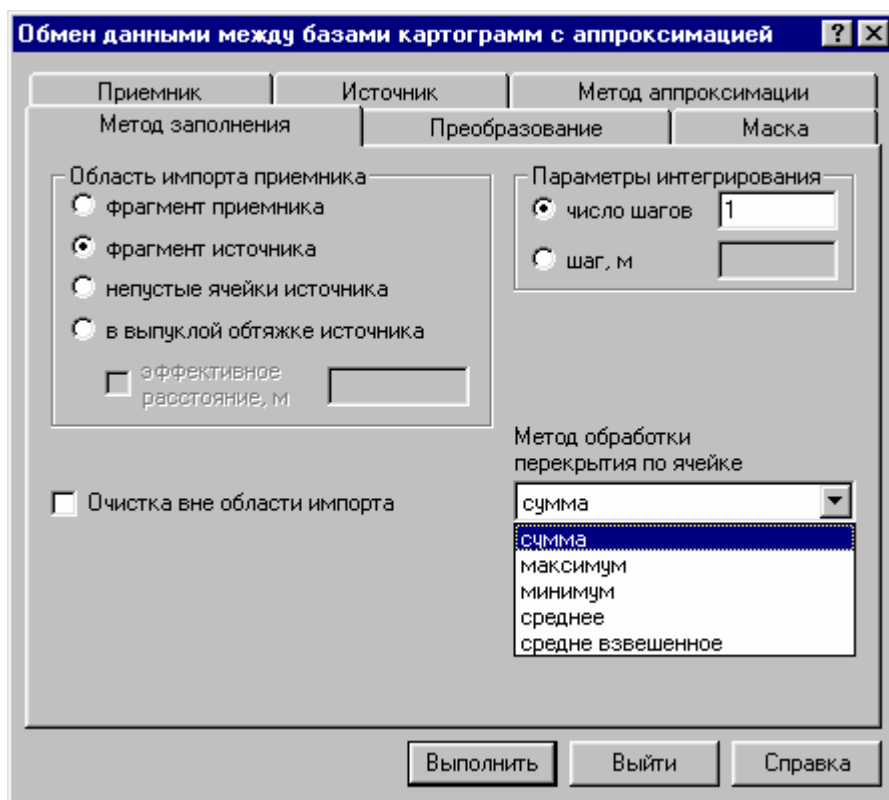 Обмен данными между базами картограмм с аппроксимацией
Приемник
Источник
Метод аппроксимации
Метод заполнения
Преобразование
Маска
Область импорта приемника
фрагмент приемника
фрагмент источника
непустые ячейки источника
в выпуклой обтяжке источника
эффективное
расстояние, м
Параметры интегрирования
число шагов 1
шаг, м
Метод обработки
перекрытия по ячейке
Очистка вне области импорта
сумма
сумма
максимум
минимум
среднее
средне взвешенное
Выполнить
Выйти
Справка